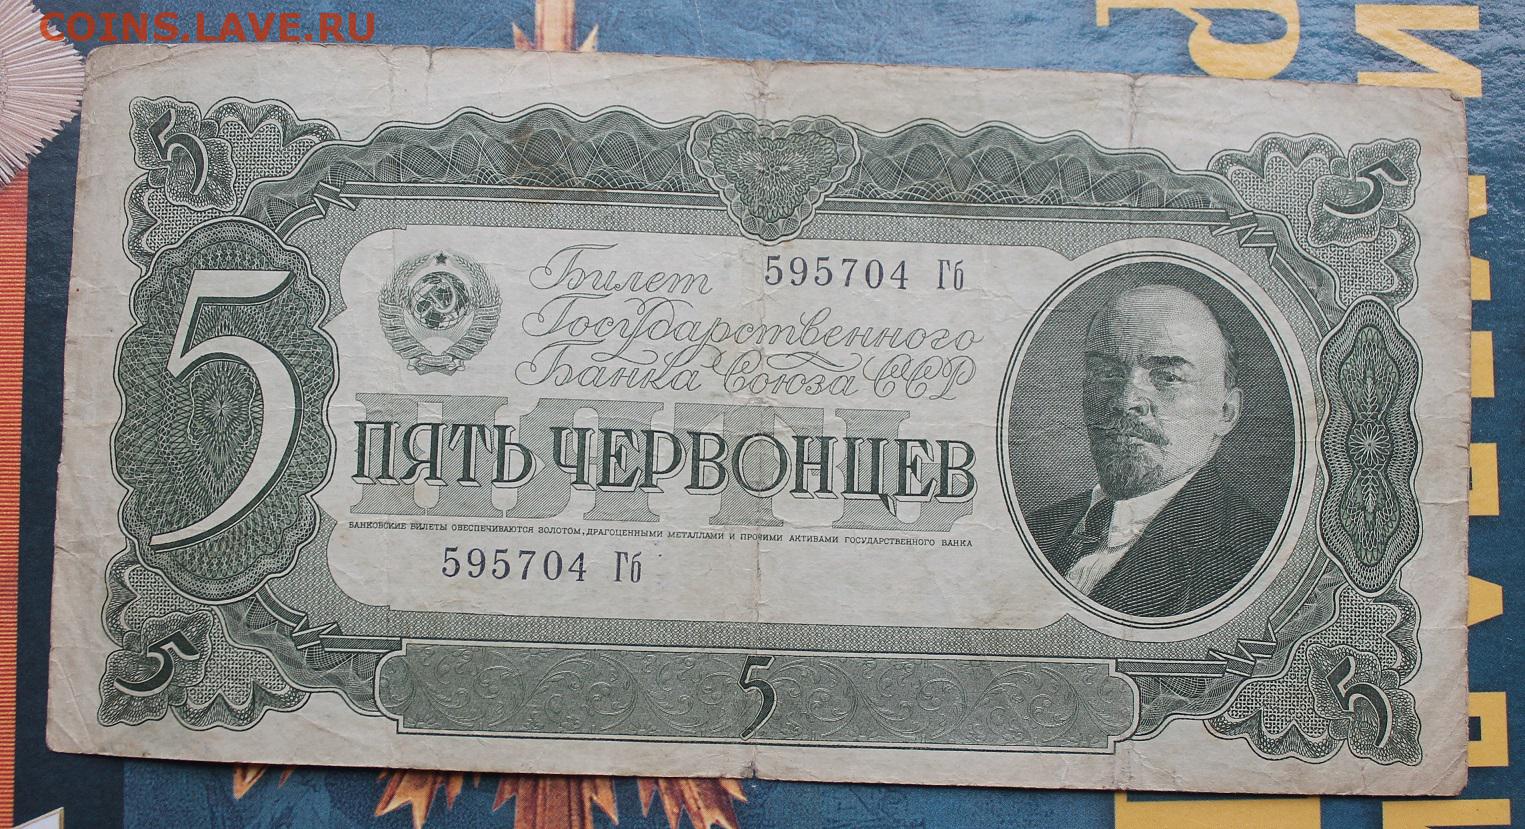 COINS.LAVE.RU
5 5
Билет 595704 Гб
Государственного
Банка Союза ССР
5
ПЯТЬ
ПЯТЬ ЧЕРВОНЦЕВ
БАНКОВСКИЕ БИЛЕТЫ ОБЕСПЕЧИВАЮТСЯ ЗОЛОТОМ, ДРАГОЦЕННЫМИ МЕТАЛЛАМИ И ПРОЧИМИ АКТИВАМИ ГОСУДАРСТВЕННОГО БАНКА
595704 Гб
5 5 5